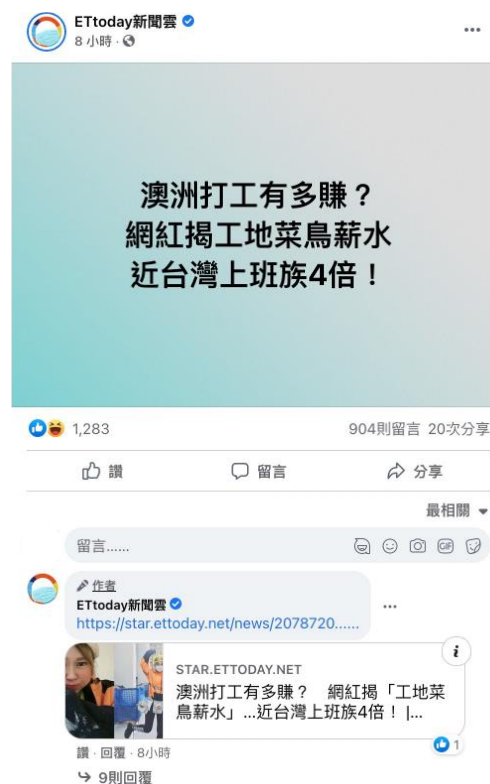 ETtoday新聞雲
8 小時 ·
澳洲打工有多賺？
網紅揭工地菜鳥薪水
近台灣上班族4倍！
1,283
904則留言 20次分享
讚
留言
分享
最相關
留言......
GIF
作者
ETtoday新聞雲
https://star.ettoday.net/news/2078720......
i
STAR.ETTODAY.NET
澳洲打工有多賺？ 網紅揭「工地菜
鳥薪水」...近台灣上班族4倍！ |...
1
讚 · 回覆 · 8小時
9則回覆